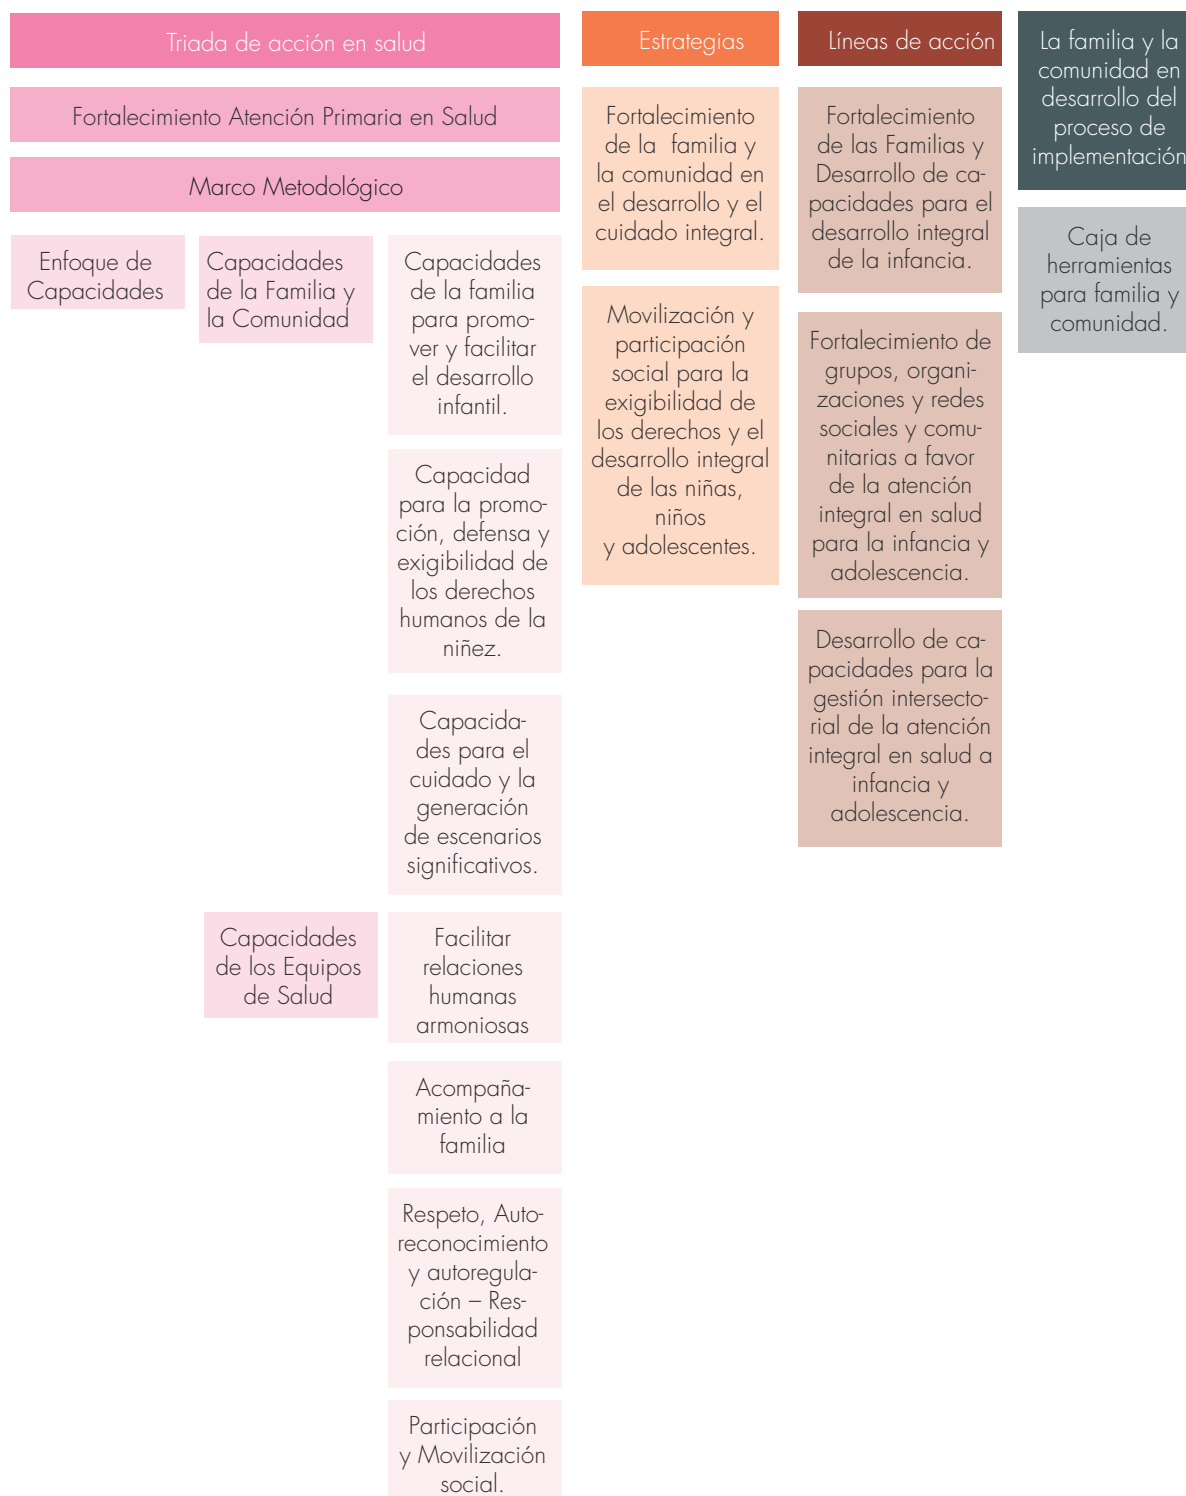 Triada de acción en salud
Fortalecimiento Atención Primaria en Salud
Marco Metodológico
Enfoque de
Capacidades
Capacidades
de la Familia y
la Comunidad
Capacidades
de la familia
para promo-
ver y facilitar
el desarrollo
infantil.
Capacidad
para la promo-
ción, defensa y
exigibilidad de
los derechos
humanos de la
niñez.
Capacida-
des para el
cuidado y la
generación
de escenarios
significativos.
Capacidades
de los Equipos
de Salud
Facilitar
relaciones
humanas
armoniosas
Acompaña-
miento a la
familia
Respeto, Auto-
reconocimiento
y autoregula-
ción – Res-
ponsabilidad
relacional
Participación
y Movilización
social.
Estrategias
Fortalecimiento
de la familia y
la comunidad en
el desarrollo y el
cuidado integral.
Movilización y
participación
social para la
exigibilidad de
los derechos y el
desarrollo integral
de las niñas,
niños
y adolescentes.
Líneas de acción
Fortalecimiento
de las Familias y
Desarrollo de ca-
pacidades para el
desarrollo integral
de la infancia.
Fortalecimiento de
grupos, organi-
zaciones y redes
sociales y comu-
nitarias a favor
de la atención
integral en salud
para la infancia y
adolescencia.
Desarrollo de ca-
pacidades para la
gestión intersecto-
rial de la atención
integral en salud a
infancia y
adolescencia.
La familia y la
comunidad en
desarrollo del
proceso de
implementación
Caja de
herramientas
para familia y
comunidad.